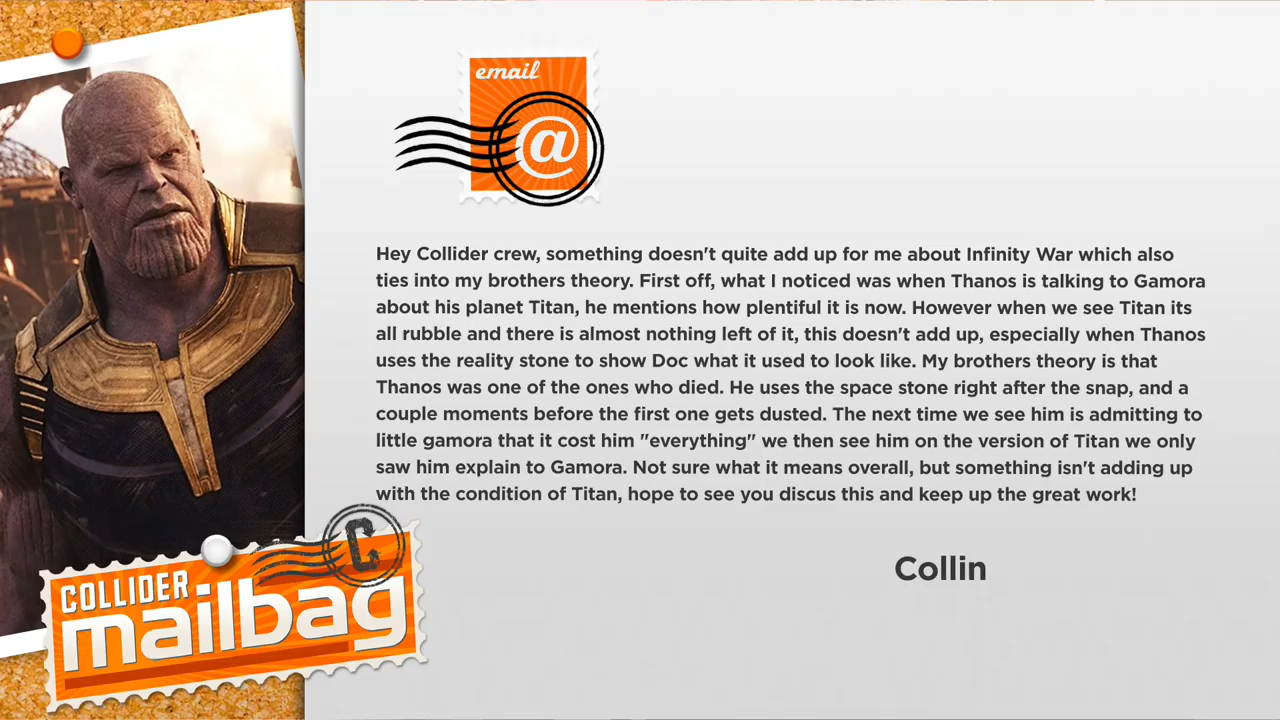 email
@
Hey Collider crew, something doesn't quite add up for me about Infinity War which also
ties into my brothers theory. First off, what I noticed was when Thanos is talking to Gamora
about his planet Titan, he mentions how plentiful it is now. However when we see Titan its
all rubble and there is almost nothing left of it, this doesn't add up, especially when Thanos
uses the reality stone to show Doc what it used to look like. My brothers theory is that
Thanos was one of the ones who died. He uses the space stone right after the snap, and a
couple moments before the first one gets dusted. The next time we see him is admitting to
little gamora that it cost him "everything" we then see him on the version of Titan we only
saw him explain to Gamora. Not sure what it means overall, but something isn't adding up
with the condition of Titan, hope to see you discus this and keep up the great work!
Collin
C
COLLIDER
mailbag